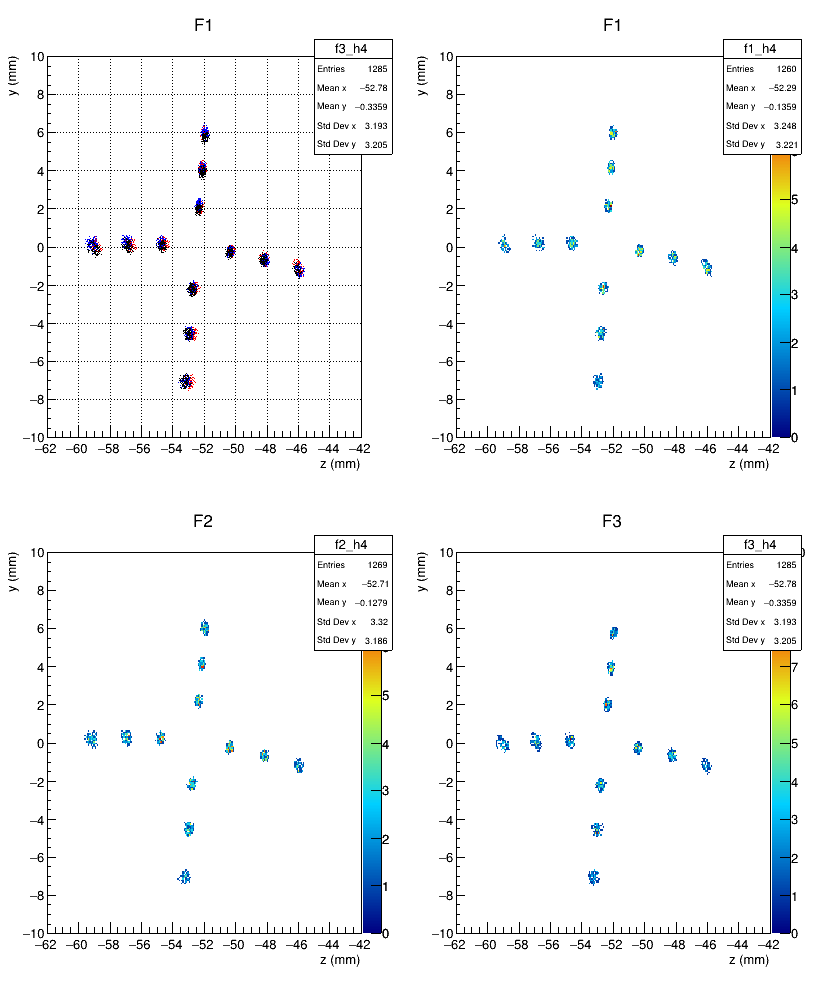 F1
f3_h4
Entries 1285
Mean x −52.78
Mean y −0.3359
Std Dev x 3.193
Std Dev y 3.205
y (mm)
10
8
6
4
2
0
−2
−4
−6
−8
−10
−62 −60 −58 −56 −54 −52 −50 −48 −46 −44 −42
z (mm)
F1
f1_h4
Entries 1260
Mean x −52.29
Mean y −0.1359
Std Dev x 3.248
Std Dev y 3.221
y (mm)
10
8
6
4
2
0
−2
−4
−6
−8
−10
5
4
3
2
1
0
−62 −60 −58 −56 −54 −52 −50 −48 −46 −44 −42
z (mm)
F2
f2_h4
Entries 1269
Mean x −52.71
Mean y −0.1279
Std Dev x 3.32
Std Dev y 3.186
y (mm)
10
8
6
4
2
0
−2
−4
−6
−8
−10
5
4
3
2
1
0
−62 −60 −58 −56 −54 −52 −50 −48 −46 −44 −42
z (mm)
F3
f3_h4
Entries 1285
Mean x −52.78
Mean y −0.3359
Std Dev x 3.193
Std Dev y 3.205
y (mm)
10
8
6
4
2
0
−2
−4
−6
−8
−10
7
6
5
4
3
2
1
0
−62 −60 −58 −56 −54 −52 −50 −48 −46 −44 −42
z (mm)